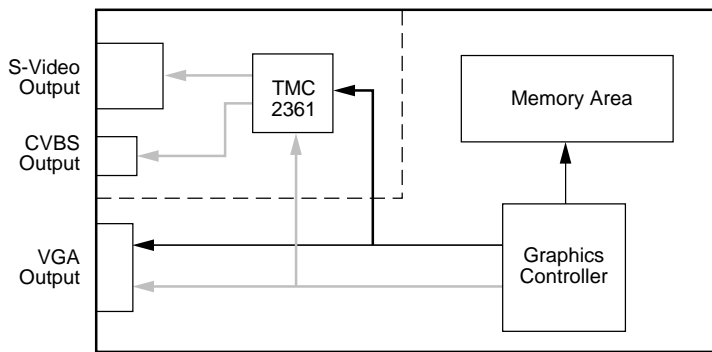 S-Video
Output
TMC
2361
Memory Area
CVBS
Output
VGA
Output
Graphics
Controller